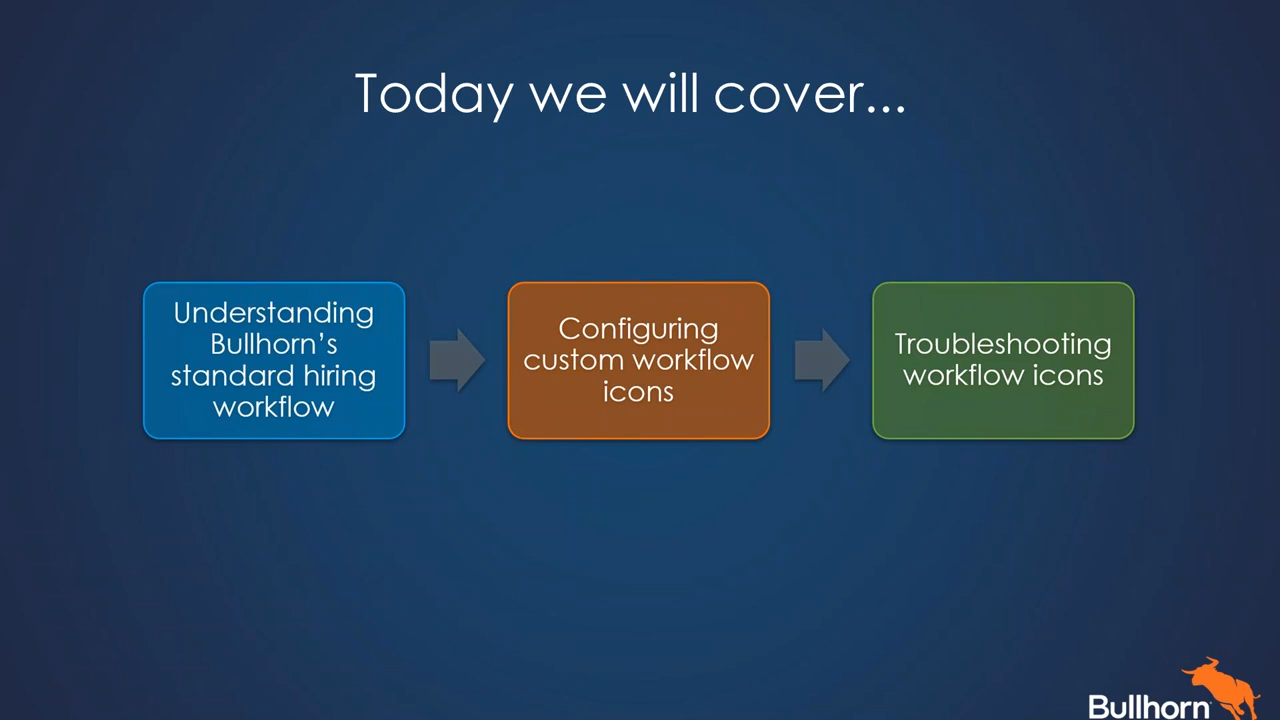 Today we will cover...
Understanding
Bullhorn’s
standard hiring
workflow
Configuring
custom workflow
icons
Troubleshooting
workflow icons
Bullhorn